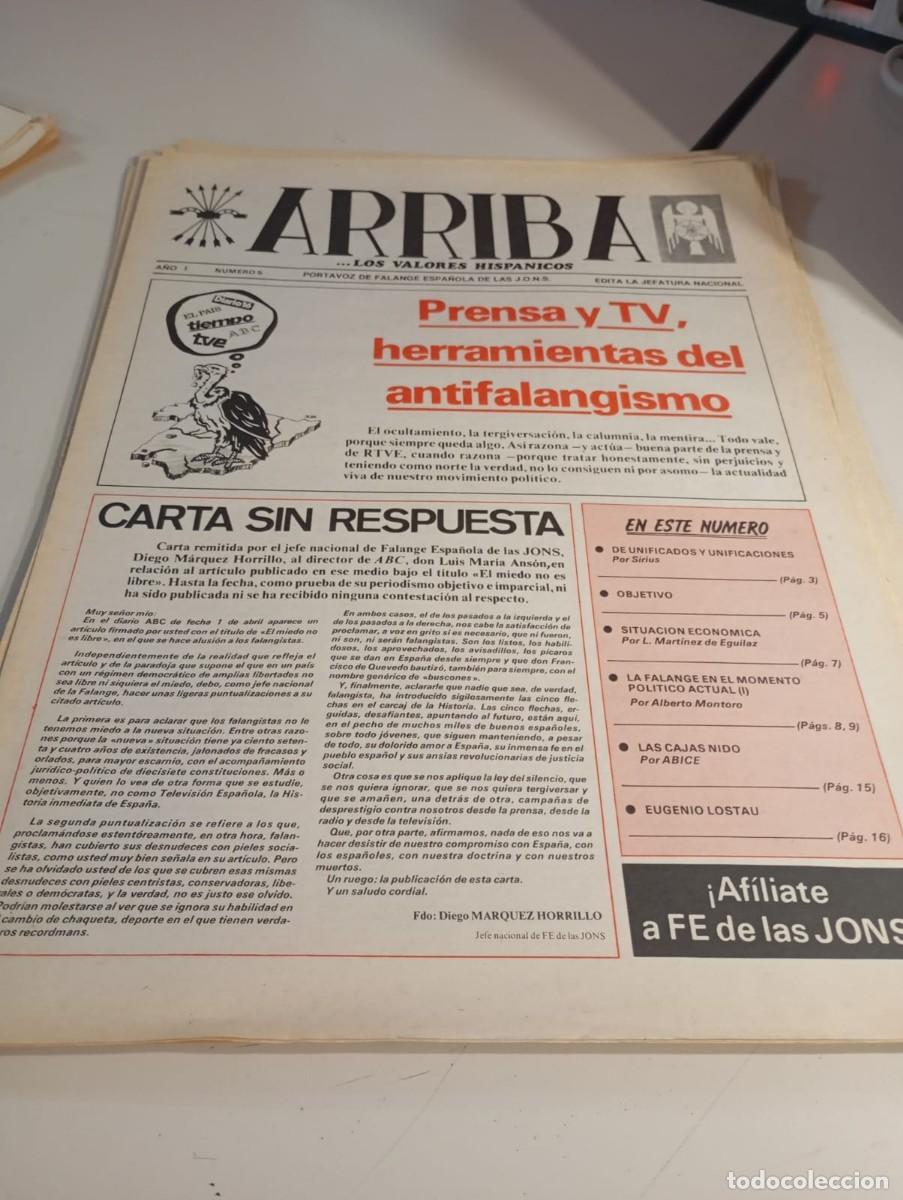 ARRIBA
...LOS VALORES HISPANICOS
AÑO I NUMERO 5 PORTAVOZ DE FALANGE ESPAÑOLA DE LAS J.O.N.S. EDITA LA JEFATURA NACIONAL
Diario 16
EL PAIS
tiempo
ABC
tve
Prensa y TV,
herramientas del
antifalangismo
El ocultamiento, la tergiversación, la calumnia, la mentira... Todo vale,
porque siempre queda algo. Así razona —y actúa— buena parte de la prensa y
de RTVE, cuando razona —porque tratar honestamente, sin perjuicios y
teniendo como norte la verdad, no lo consiguen ni por asomo— la actualidad
viva de nuestro movimiento político.
CARTA SIN RESPUESTA
Carta remitida por el jefe nacional de Falange Española de las JONS,
Diego Márquez Horrillo, al director de ABC, don Luis María Ansón, en
relación al artículo publicado en ese medio bajo el título «El miedo no es
libre». Hasta la fecha, como prueba de su periodismo objetivo e imparcial, ni
ha sido publicada ni se ha recibido ninguna contestación al respecto.
Muy señor mío:
En el diario ABC de fecha 1 de abril aparece un
artículo firmado por usted con el título de «El miedo no
es libre», en el que se hace alusión a los falangistas.
Independientemente de la realidad que refleja el
artículo y de la paradoja que supone el que en un país
con un régimen democrático de amplias libertades no
sea libre ni siquiera el miedo, debo, como jefe nacional
de la Falange, hacer unas ligeras puntualizaciones a su
citado artículo.
La primera es para aclarar que los falangistas no le
tenemos miedo a la nueva situación. Entre otras razo-
nes porque la «nueva» situación tiene ya ciento seten-
ta y cuatro años de existencia, jalonados de fracasos y
orlados, para mayor escarnio, con el acompañamiento
jurídico-político de diecisiete constituciones. Más o
menos. Y quien lo vea de otra forma que se estudie,
objetivamente, no como Televisión Española, la His-
toria inmediata de España.
La segunda puntualización se refiere a los que,
proclamándose estentóreamente, en otra hora, falan-
gistas, han cubierto sus desnudeces con pieles socia-
listas, como usted muy bien señala en su artículo. Pero
se ha olvidado usted de los que se cubren esas mismas
desnudeces con pieles centristas, conservadoras, libe-
rales o demócratas, y la verdad, no es justo ese olvido.
Podrían molestarse al ver que se ignora su habilidad en
l cambio de chaqueta, deporte en el que tienen verda-
ros recordmans.
En ambos casos, el de los pasados a la izquierda y el
de los pasados a la derecha, nos cabe la satisfacción de
proclamar, a voz en grito si es necesario, que ni fueron,
ni son, ni serán falangistas. Son los listos, los habili-
dosos, los aprovechados, los avisadillos, los pícaros
que se dan en España desde siempre y que don Fran-
cisco de Quevedo bautizó, también para siempre, con el
nombre genérico de «buscones».
Y, finalmente, aclararle que nadie que sea, de verdad,
falangista, ha introducido sigilosamente las cinco fle-
chas en el carcaj de la Historia. Las cinco flechas, er-
guidas, desafiantes, apuntando al futuro, están aquí,
en el pecho de muchos miles de buenos españoles,
sobre todo jóvenes, que siguen manteniendo, a pesar
de todo, su dolorido amor a España, su inmensa fe en el
pueblo español y sus ansias revolucionarias de justicia
social.
Otra cosa es que se nos aplique la ley del silencio, que
se nos quiera ignorar, que se nos quiera tergiversar y
que se amañen, una detrás de otra, campañas de
desprestigio contra nosotros desde la prensa, desde la
radio y desde la televisión.
Que, por otra parte, afirmamos, nada de eso nos va a
hacer desistir de nuestro compromiso con España, con
los españoles, con nuestra doctrina y con nuestros
muertos.
Un ruego: la publicación de esta carta.
Y un saludo cordial.
Fdo: Diego MARQUEZ HORRILLO
Jefe nacional de FE de las JONS
EN ESTE NUMERO
● DE UNIFICADOS Y UNIFICACIONES
Por Sirius
(Pág. 3)
● OBJETIVO
(Pág. 5)
● SITUACION ECONOMICA
Por L. Martínez de Eguilaz
(Pág. 7)
● LA FALANGE EN EL MOMENTO
POLITICO ACTUAL (I)
Por Alberto Montoro
(Págs. 8, 9)
● LAS CAJAS NIDO
Por ABICE
(Pág. 15)
● EUGENIO LOSTAU
(Pág. 16)
¡Afíliate
a FE de las JONS
todocoleccion